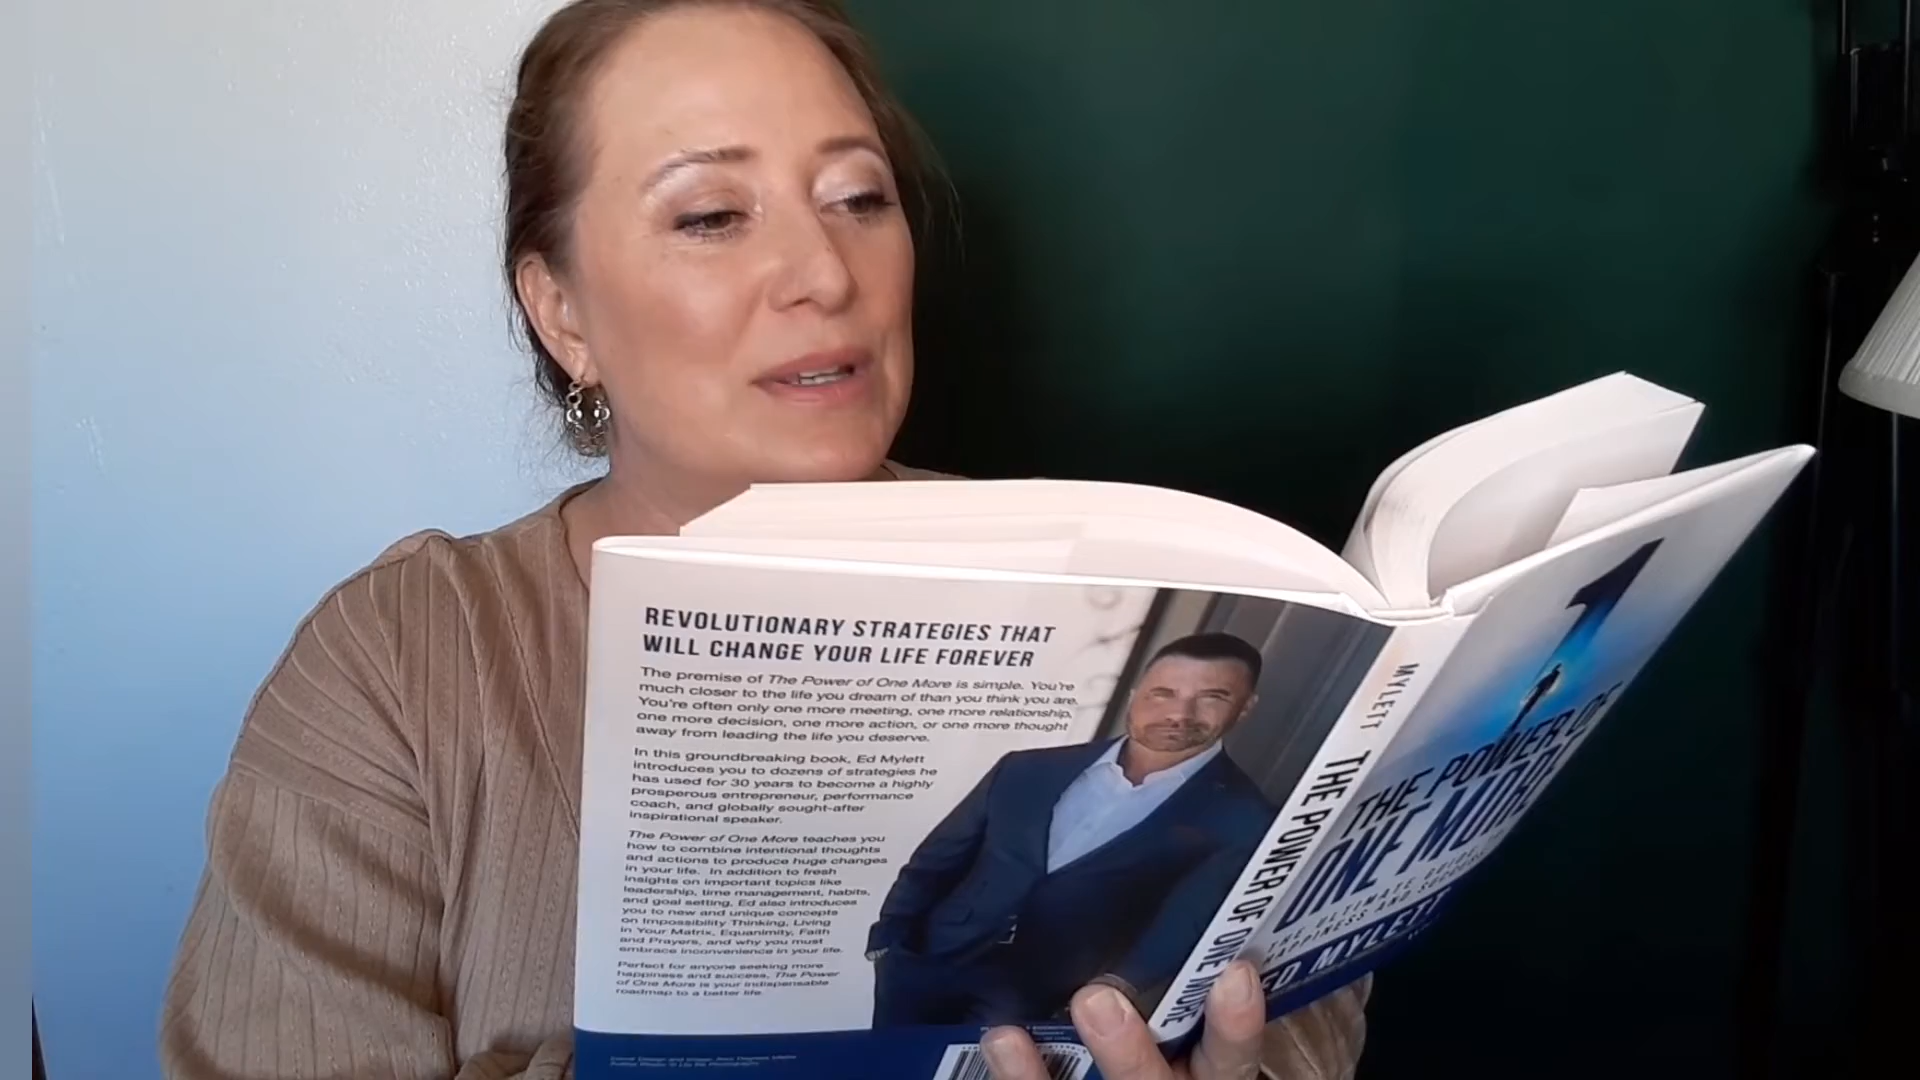 REVOLUTIONARY STRATEGIES THAT
WILL CHANGE YOUR LIFE FOREVER
The premise of The Power of One More is simple. You're
much closer to the life you dream of than you think you are.
You're often only one more meeting, one more relationship,
one more decision, one more action, or one more thought
away from leading the life you deserve.
In this groundbreaking book, Ed Mylett
introduces you to dozens of strategies he
has used for 30 years to become a highly
prosperous entrepreneur, performance
coach, and globally sought-after
inspirational speaker.
The Power of One More teaches you
how to combine intentional thoughts
and actions to produce huge changes
in your life. In addition to fresh
insights on important topics like
leadership, time management, habits,
and goal setting, Ed also introduces
you to new and unique concepts
on Impossibility Thinking, Living
in Your Matrix, Equanimity, Faith
and Prayers, and why you must
embrace inconvenience in your life.
Perfect for anyone seeking more
happiness and success, The Power
of One More is your indispensable
roadmap to a better life.
MYLETT THE POWER OF ONE MORE
1
THE POWER OF
ONE MORE
THE ULTIMATE GUIDE
HAPPINESS AND SUCCESS
ED MYLETT